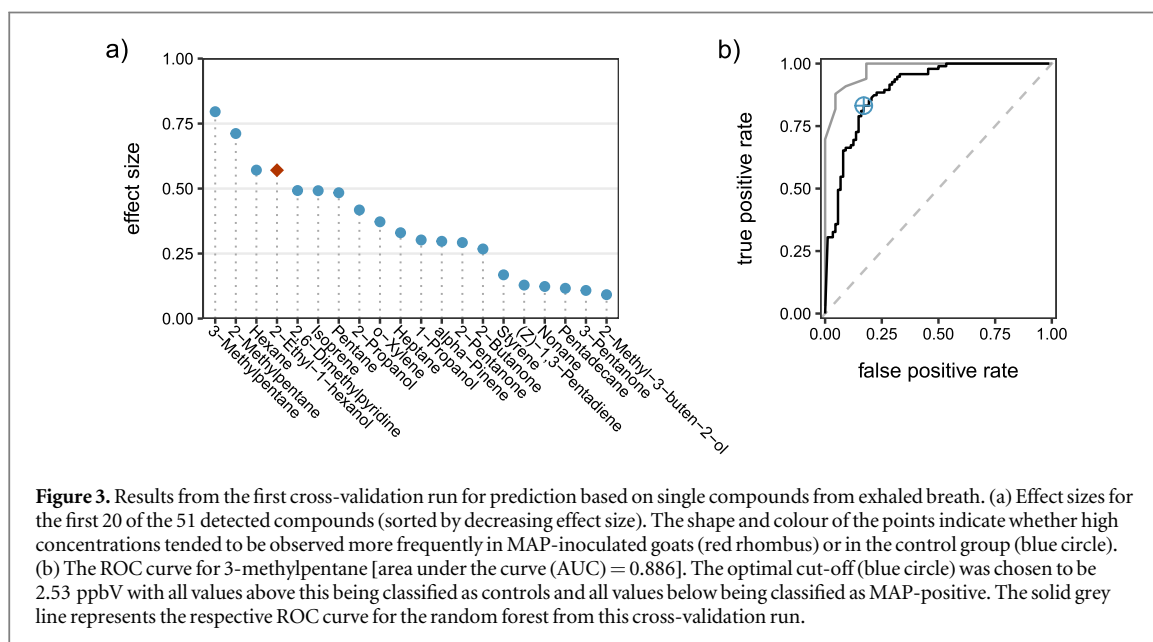 a)
1.00
0.75
0.50
0.25
0.00
effect size
3−Methylpentane
2−Methylpentane
Hexane
2−Ethyl−1−hexanol
2,6−Dimethylpyridine
Isoprene
Pentane
2−Propanol
o−Xylene
Heptane
1−Propanol
alpha−Pinene
2−Pentanone
2−Butanone
Styrene
(Z)−1,3−Pentadiene
Nonane
Pentadecane
3−Pentanone
2−Methyl−3−buten−2−ol
b)
1.00
0.75
0.50
0.25
0.00
true positive rate
0.00 0.25 0.50 0.75 1.00
false positive rate
Figure 3. Results from the first cross-validation run for prediction based on single compounds from exhaled breath. (a) Effect sizes for
the first 20 of the 51 detected compounds (sorted by decreasing effect size). The shape and colour of the points indicate whether high
concentrations tended to be observed more frequently in MAP-inoculated goats (red rhombus) or in the control group (blue circle).
(b) The ROC curve for 3-methylpentane [area under the curve (AUC) = 0.886]. The optimal cut-off (blue circle) was chosen to be
2.53 ppbV with all values above this being classified as controls and all values below being classified as MAP-positive. The solid grey
line represents the respective ROC curve for the random forest from this cross-validation run.